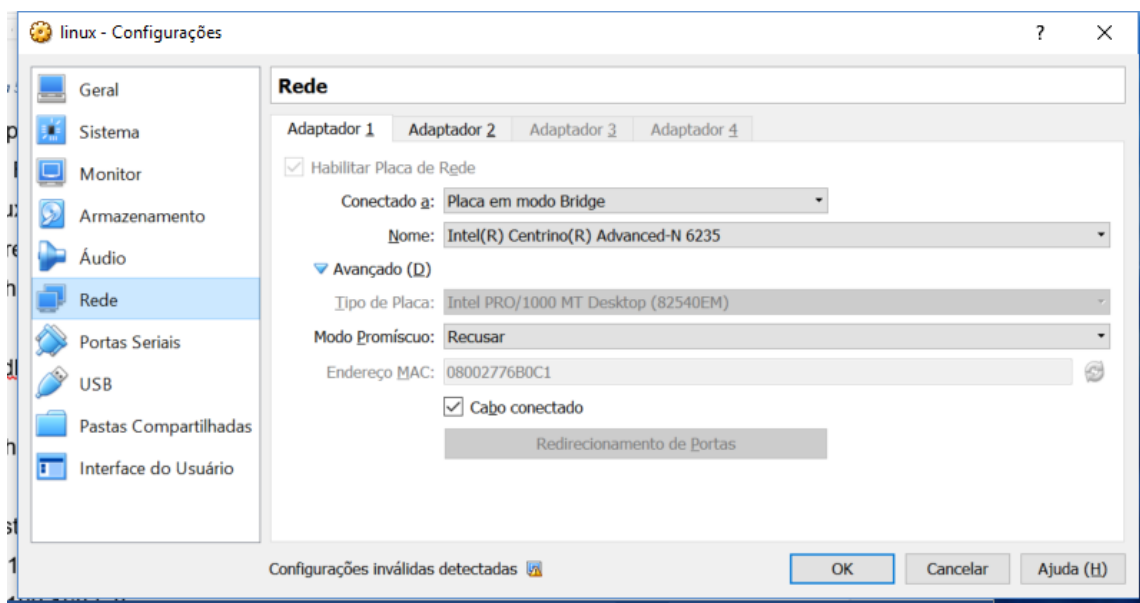 linux - Configurações
?
Geral
Sistema
Monitor
Armazenamento
Áudio
Rede
Portas Seriais
USB
Pastas Compartilhadas
Interface do Usuário
Rede
Adaptador 1 Adaptador 2 Adaptador 3 Adaptador 4
Habilitar Placa de Rede
Conectado a: Placa em modo Bridge
Nome: Intel(R) Centrino(R) Advanced-N 6235
Avançado (D)
Tipo de Placa: Intel PRO/1000 MT Desktop (82540EM)
Modo Promíscuo: Recusar
Endereço MAC: 08002776B0C1
Cabo conectado
Redirecionamento de Portas
Configurações inválidas detectadas
OK Cancelar Ajuda (H)